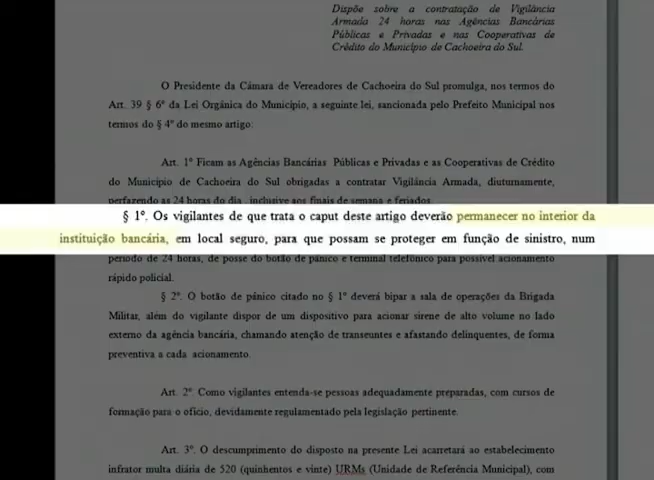 Dispõe sobre a contratação de Vigilância
Armada 24 horas nas Agências Bancárias
Públicas e Privadas e nas Cooperativas de
Crédito do Município de Cachoeira do Sul.
O Presidente da Câmara de Vereadores de Cachoeira do Sul promulga, nos termos do
Art. 39 § 6º da Lei Orgânica do Município, a seguinte lei, sancionada pelo Prefeito Municipal nos
termos do § 4º do mesmo artigo:
Art. 1º Ficam as Agências Bancárias Públicas e Privadas e as Cooperativas de Crédito
do Município de Cachoeira do Sul obrigadas a contratar Vigilância Armada, diuturnamente,
perfazendo as 24 horas do dia, inclusive aos finais de semana e feriados.
§ 1º. Os vigilantes de que trata o caput deste artigo deverão permanecer no interior da
instituição bancária, em local seguro, para que possam se proteger em função de sinistro, num
período de 24 horas, de posse do botão de pânico e terminal telefônico para possível acionamento
rápido policial.
§ 2º. O botão de pânico citado no § 1º deverá bipar a sala de operações da Brigada
Militar, além do vigilante dispor de um dispositivo para acionar sirene de alto volume no lado
externo da agência bancária, chamando atenção de transeuntes e afastando delinquentes, de forma
preventiva a cada acionamento.
Art. 2º. Como vigilantes entenda-se pessoas adequadamente preparadas, com cursos de
formação para o ofício, devidamente regulamentado pela legislação pertinente.
Art. 3º. O descumprimento do disposto na presente Lei acarretará ao estabelecimento
infrator multa diária de 520 (quinhentos e vinte) URMs (Unidade de Referência Municipal), com